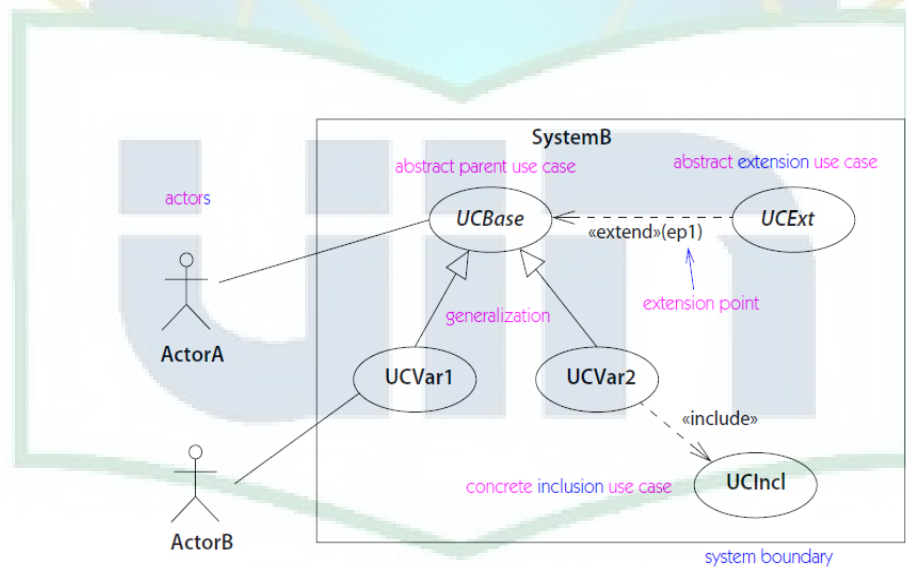 SystemB
abstract parent use case
abstract extension use case
actors
UCBase
UCExt
«extend»(ep1)
extension point
generalization
ActorA
UCVar1
UCVar2
«include»
UCIncl
concrete inclusion use case
ActorB
system boundary